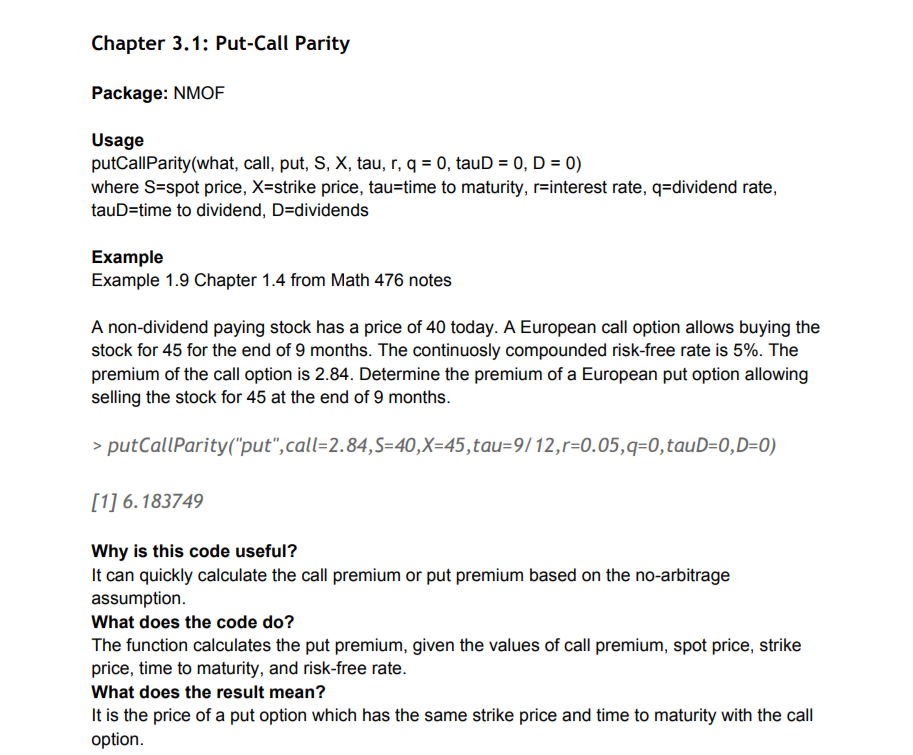 Chapter 3.1: Put-Call Parity
Package: NMOF
Usage
putCallParity(what, call, put, S, X, tau, r, q = 0, tauD = 0, D = 0)
where S=spot price, X=strike price, tau=time to maturity, r=interest rate, q=dividend rate,
tauD=time to dividend, D=dividends
Example
Example 1.9 Chapter 1.4 from Math 476 notes
A non-dividend paying stock has a price of 40 today. A European call option allows buying the
stock for 45 for the end of 9 months. The continuosly compounded risk-free rate is 5%. The
premium of the call option is 2.84. Determine the premium of a European put option allowing
selling the stock for 45 at the end of 9 months.
> putCallParity("put",call=2.84,S=40,X=45,tau=9/12,r=0.05,q=0,tauD=0,D=0)
[1] 6.183749
Why is this code useful?
It can quickly calculate the call premium or put premium based on the no-arbitrage
assumption.
What does the code do?
The function calculates the put premium, given the values of call premium, spot price, strike
price, time to maturity, and risk-free rate.
What does the result mean?
It is the price of a put option which has the same strike price and time to maturity with the call
option.